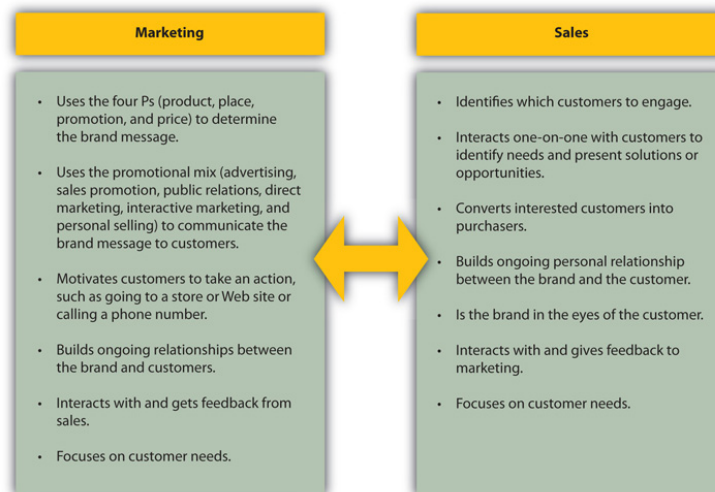 Marketing
• Uses the four Ps (product, place,
promotion, and price) to determine
the brand message.
• Uses the promotional mix (advertising,
sales promotion, public relations, direct
marketing, interactive marketing, and
personal selling) to communicate the
brand message to customers.
• Motivates customers to take an action,
such as going to a store or Web site or
calling a phone number.
• Builds ongoing relationships between
the brand and customers.
• Interacts with and gets feedback from
sales.
• Focuses on customer needs.
Sales
• Identifies which customers to engage.
• Interacts one-on-one with customers to
identify needs and present solutions or
opportunities.
• Converts interested customers into
purchasers.
• Builds ongoing personal relationship
between the brand and the customer.
• Is the brand in the eyes of the customer.
• Interacts with and gives feedback to
marketing.
• Focuses on customer needs.